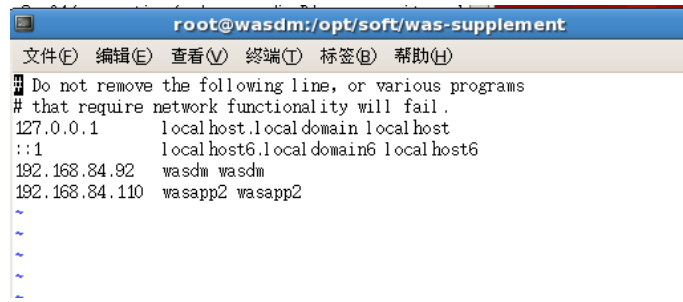 root@wasdm:/opt/soft/was-supplement
文件(F) 编辑(E) 查看(V) 终端(T) 标签(B) 帮助(H)
# Do not remove the following line, or various programs
# that require network functionality will fail.
127.0.0.1 localhost.localdomain localhost
::1 localhost6.localdomain6 localhost6
192.168.84.92 wasdm wasdm
192.168.84.110 wasapp2 wasapp2
~
~
~
~
~